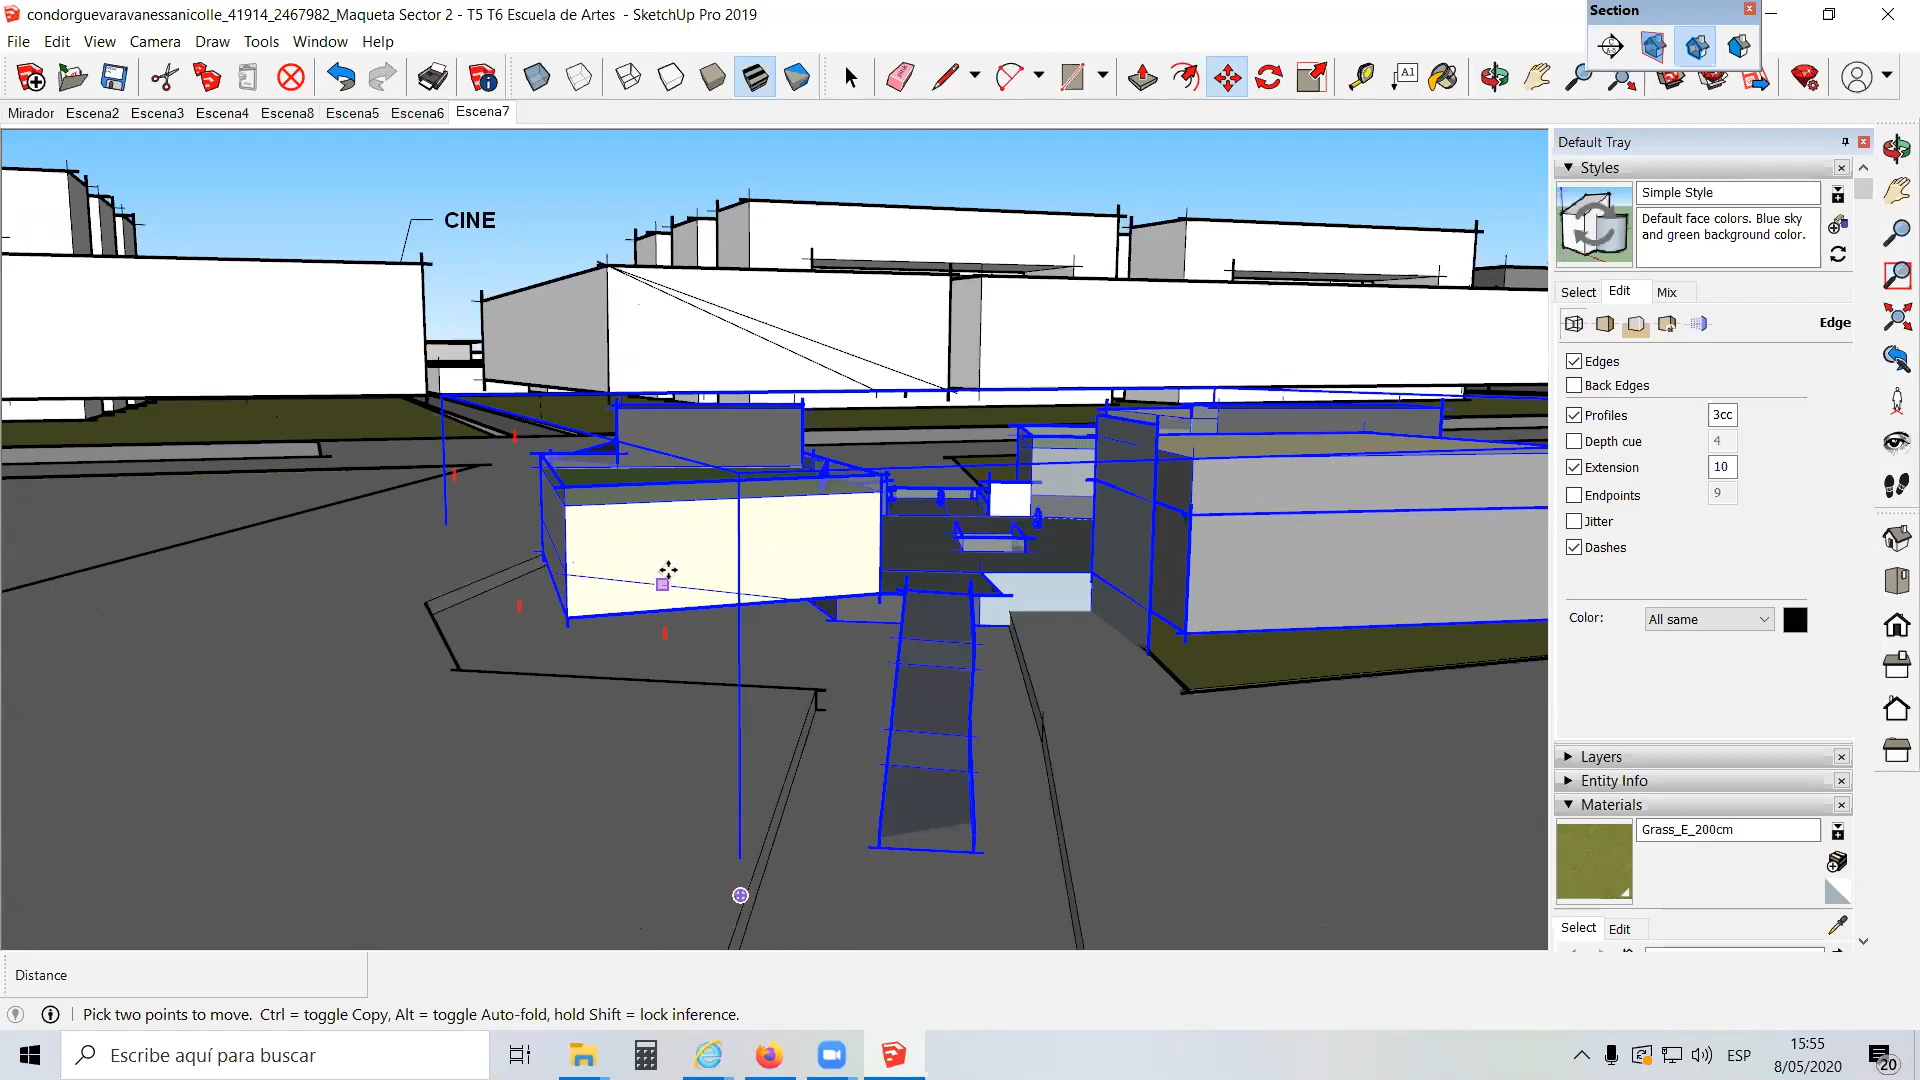 condorguevaravanessanicolle_41914_2467982_Maqueta Sector 2 - T5 T6 Escuela de Artes - SketchUp Pro 2019
Section
File Edit View Camera Draw Tools Window Help
A1
Mirador Escena2 Escena3 Escena4 Escena8 Escena5 Escena6 Escena7
Default Tray
Styles
Simple Style
Default face colors. Blue sky
and green background color.
CINE
Select Edit Mix
Edge
Edges
Back Edges
Profiles 3cc
Depth cue 4
Extension 10
Endpoints 9
Jitter
Dashes
Color: All same
Layers
Entity Info
Materials
Grass_E_200cm
Select Edit
Distance
Pick two points to move. Ctrl = toggle Copy, Alt = toggle Auto-fold, hold Shift = lock inference.
Escribe aquí para buscar
ESP
15:55
8/05/2020
20